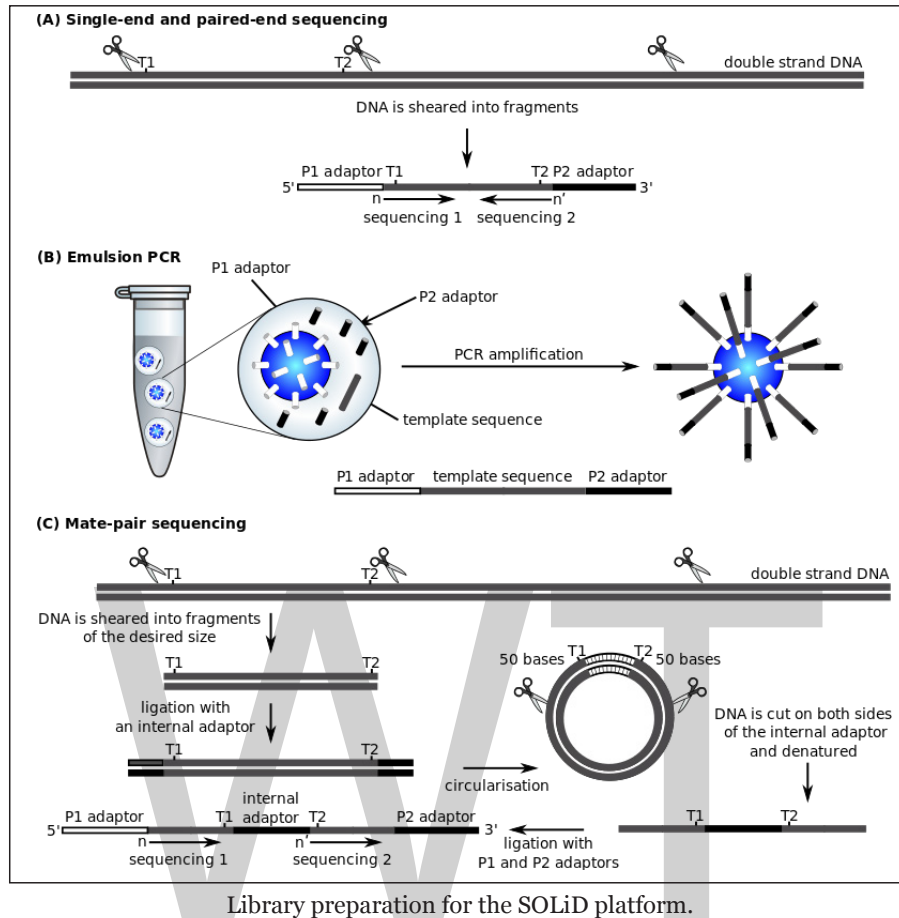 (A) Single-end and paired-end sequencing
T1 T2 double strand DNA
DNA is sheared into fragments
P1 adaptor T1 T2 P2 adaptor
5' 3'
n n'
sequencing 1 sequencing 2
(B) Emulsion PCR
P1 adaptor
P2 adaptor
PCR amplification
template sequence
P1 adaptor template sequence P2 adaptor
(C) Mate-pair sequencing
T1 T2 double strand DNA
DNA is sheared into fragments
of the desired size
T1 T2
ligation with
an internal adaptor
T1 T2
circularisation
50 bases T1 T2 50 bases
DNA is cut on both sides
of the internal adaptor
and denatured
T1 T2
ligation with
P1 and P2 adaptors
internal
P1 adaptor T1 adaptor T2 P2 adaptor
5' 3'
n n'
sequencing 1 sequencing 2
WT
Library preparation for the SOLiD platform.